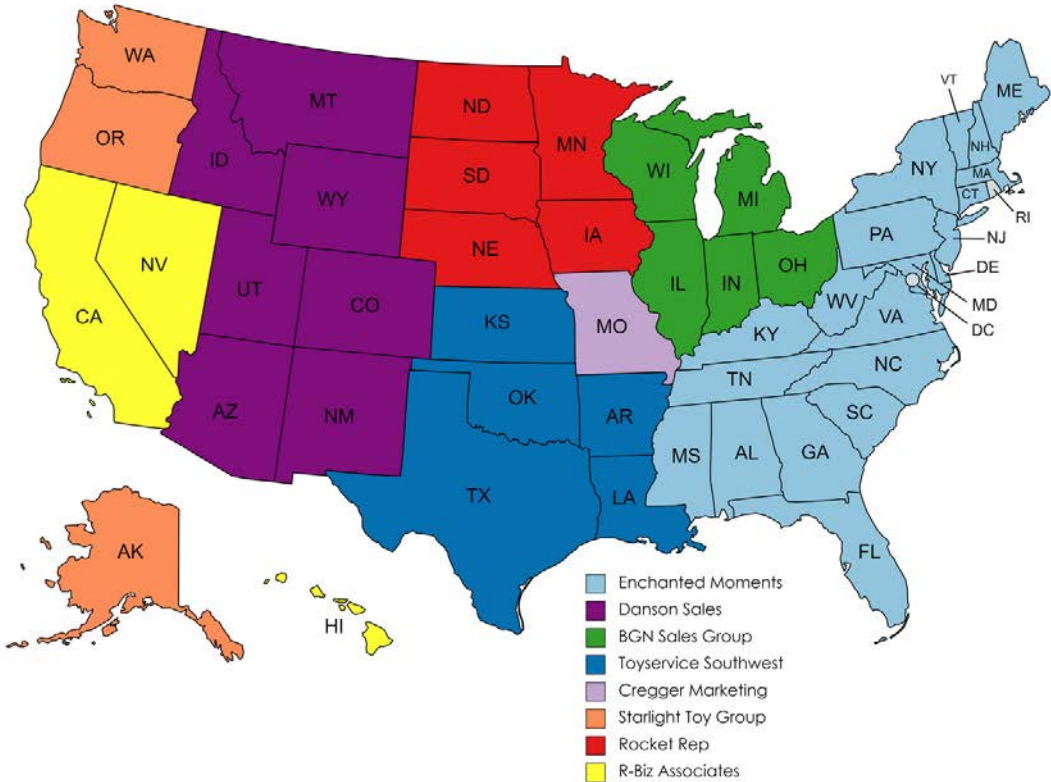 WA
MT
ND
MN
VT
ME
OR
ID
SD
WI
MI
NY
NH
MA
CT
RI
WY
NE
IA
PA
NJ
NV
UT
CO
IL
IN
OH
WV
DE
MD
DC
CA
KS
MO
KY
VA
NC
AZ
NM
OK
AR
TN
SC
MS
AL
GA
TX
LA
FL
AK
HI
Enchanted Moments
Danson Sales
BGN Sales Group
Toyservice Southwest
Cregger Marketing
Starlight Toy Group
Rocket Rep
R-Biz Associates